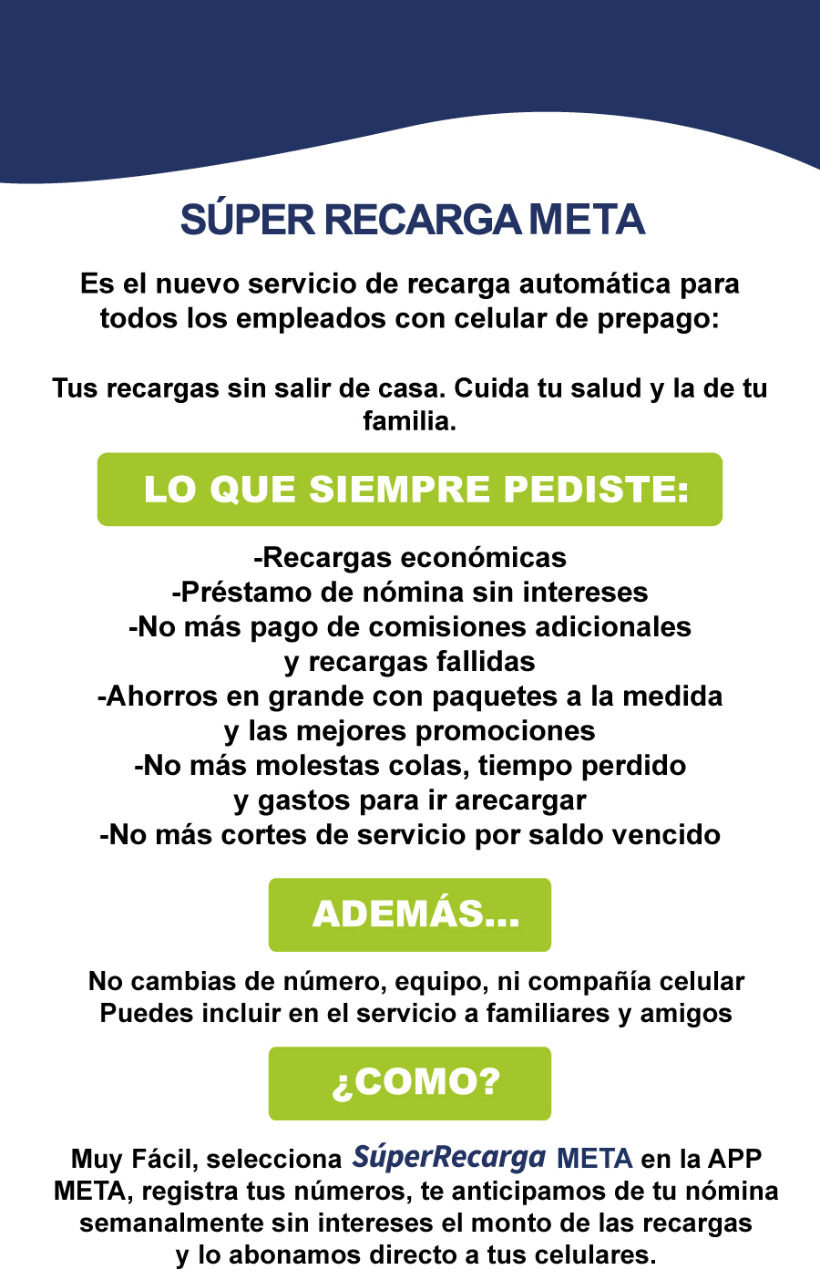 SÚPER RECARGA META
Es el nuevo servicio de recarga automática para
todos los empleados con celular de prepago:
Tus recargas sin salir de casa. Cuida tu salud y la de tu
familia.
LO QUE SIEMPRE PEDISTE:
-Recargas económicas
-Préstamo de nómina sin intereses
-No más pago de comisiones adicionales
y recargas fallidas
-Ahorros en grande con paquetes a la medida
y las mejores promociones
-No más molestas colas, tiempo perdido
y gastos para ir arecargar
-No más cortes de servicio por saldo vencido
ADEMÁS...
No cambias de número, equipo, ni compañía celular
Puedes incluir en el servicio a familiares y amigos
¿COMO?
Muy Fácil, selecciona SúperRecarga META en la APP
META, registra tus números, te anticipamos de tu nómina
semanalmente sin intereses el monto de las recargas
y lo abonamos directo a tus celulares.